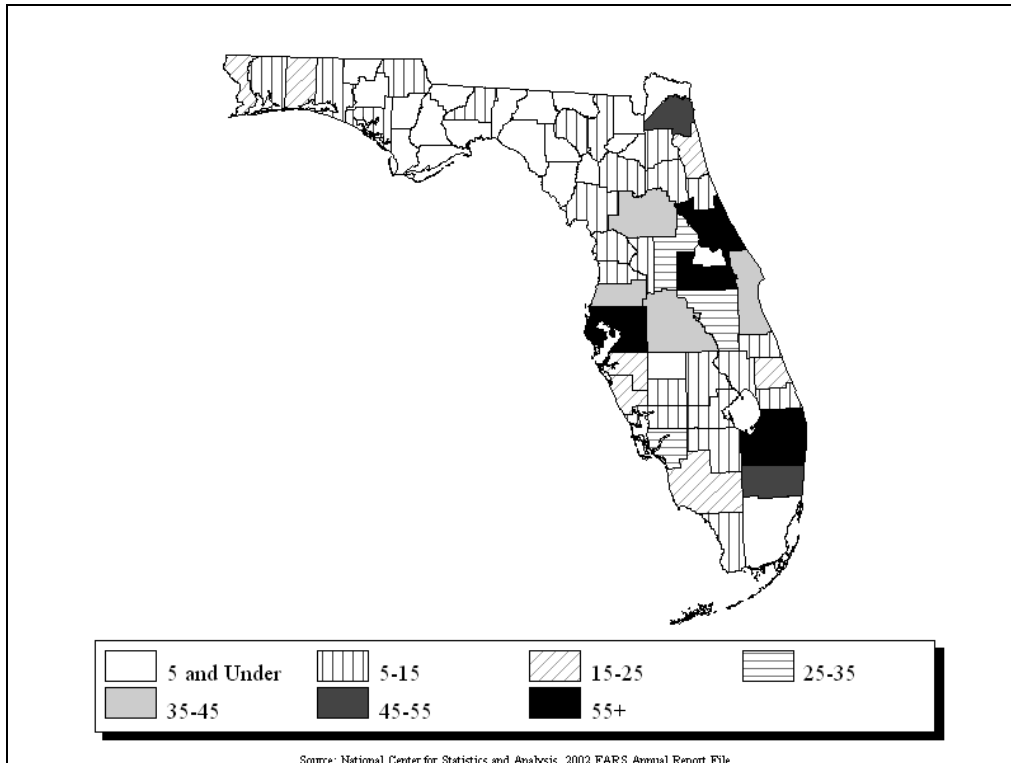 5 and Under 5-15 15-25 25-35
35-45 45-55 55+
Source: National Center for Statistics and Analysis, 2002 FARS Annual Report File